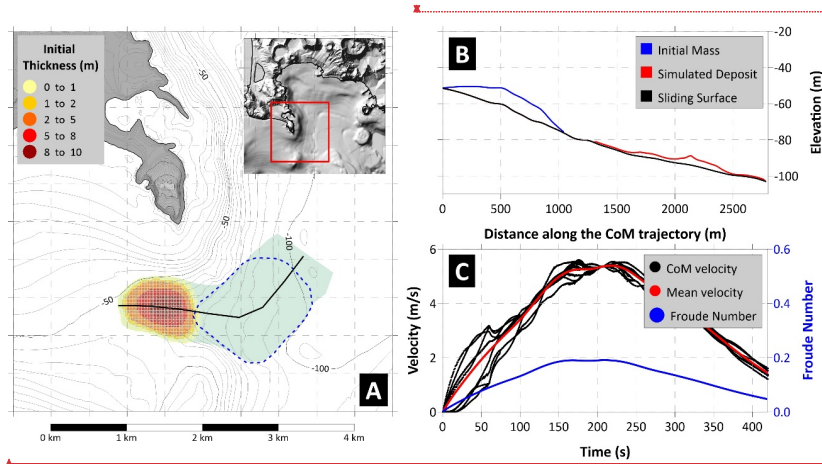 Initial
Thickness (m)
0 to 1
1 to 2
2 to 5
5 to 8
8 to 10
-50
-50
-50
-100
-100
A
0 km
1 km
2 km
3 km
4 km
B
Initial Mass
Simulated Deposit
Sliding Surface
-20
-40
-60
-80
-100
Elevation (m)
0
500
1000
1500
2000
2500
Distance along the CoM trajectory (m)
C
CoM velocity
Mean velocity
Froude Number
6
4
2
0
Velocity (m/s)
0.6
0.4
0.2
0.0
Froude Number
0
50
100
150
200
250
300
350
400
Time (s)